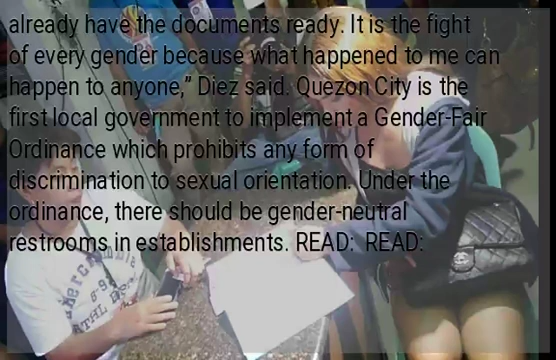 already have the documents ready. It is the fight
of every gender because what happened to me can
happen to anyone,” Diez said. Quezon City is the
first local government to implement a Gender-Fair
Ordinance which prohibits any form of
discrimination to sexual orientation. Under the
ordinance, there should be gender-neutral
restrooms in establishments. READ:  READ: